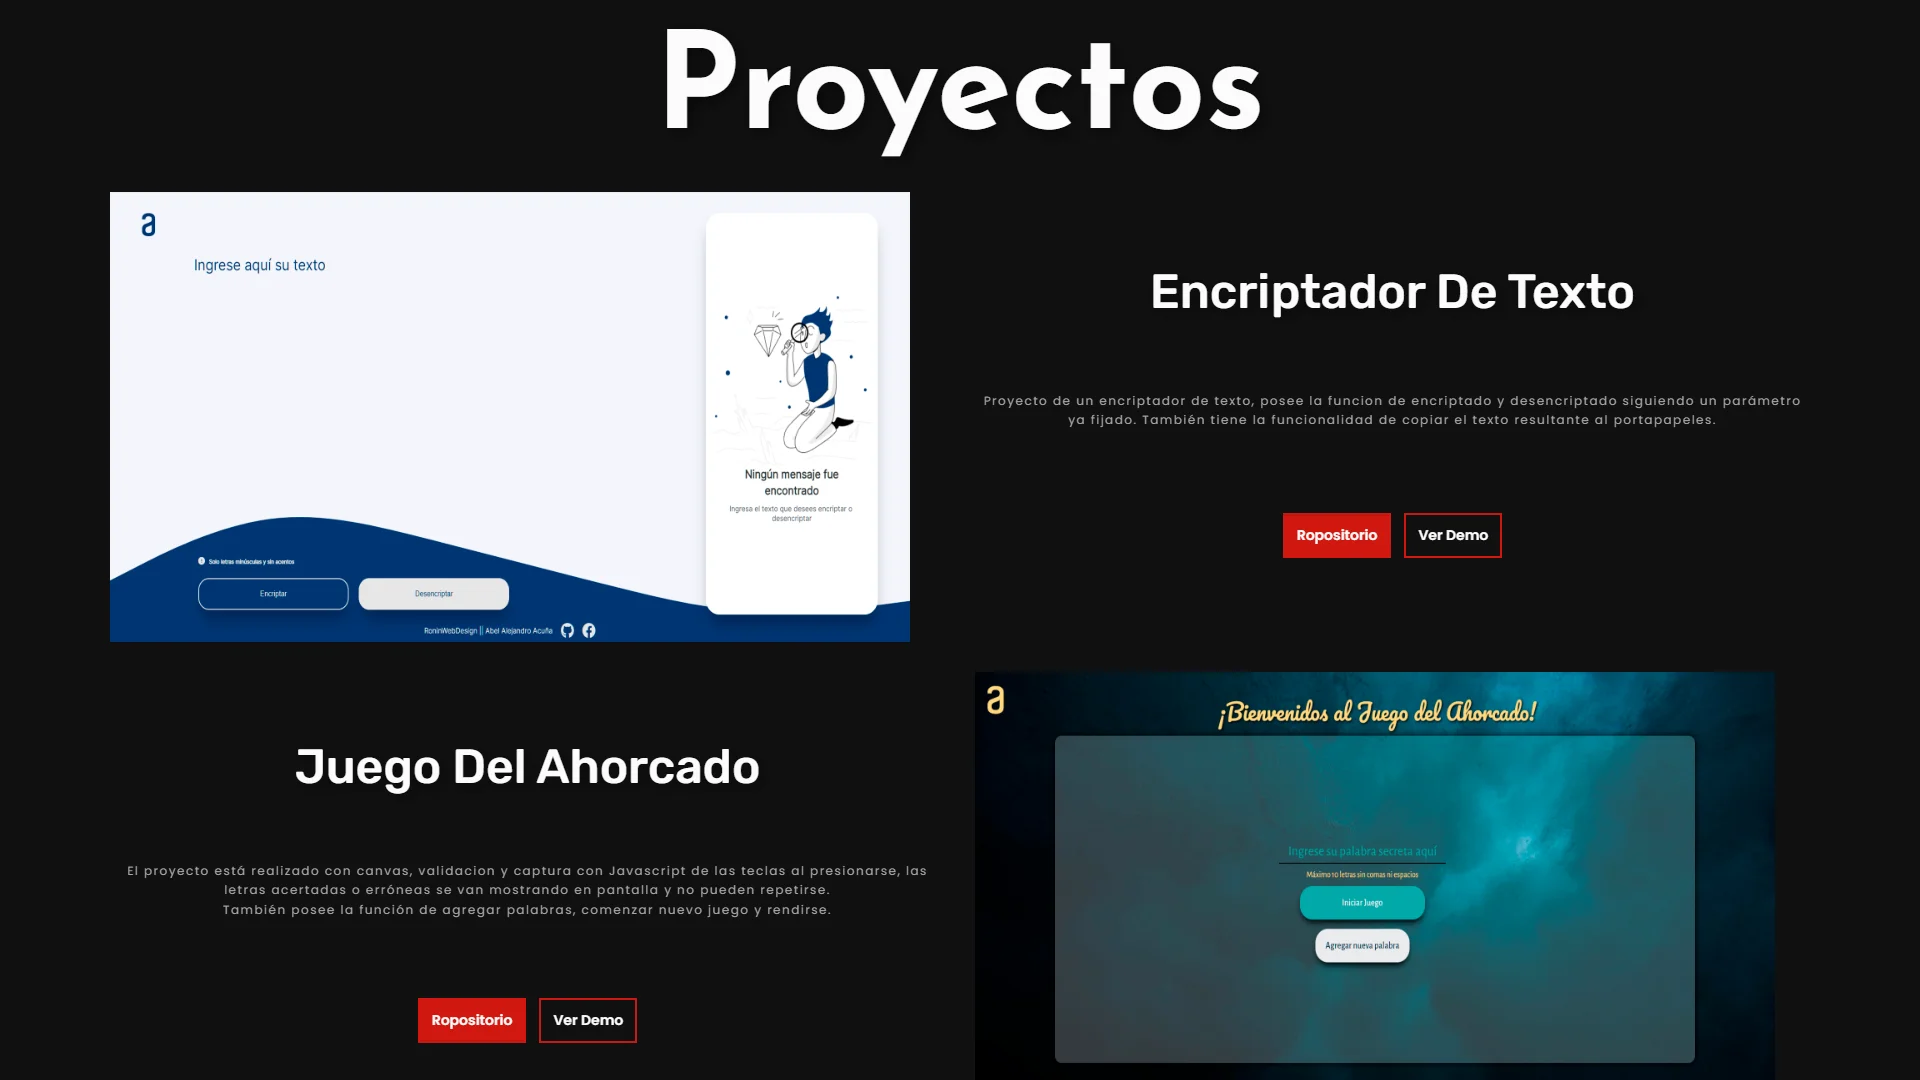 Proyectos
a
Ingrese aquí su texto
Ningún mensaje fue
encontrado
Ingresa el texto que desees encriptar o
desencriptar
Solo letras minúsculas y sin acentos
Encriptar
Desencriptar
RoninWebDesign || Abel Alejandro Acuña
Encriptador De Texto
Proyecto de un encriptador de texto, posee la funcion de encriptado y desencriptado siguiendo un parámetro
ya fijado. También tiene la funcionalidad de copiar el texto resultante al portapapeles.
Ropositorio
Ver Demo
Juego Del Ahorcado
El proyecto está realizado con canvas, validacion y captura con Javascript de las teclas al presionarse, las
letras acertadas o erróneas se van mostrando en pantalla y no pueden repetirse.
También posee la función de agregar palabras, comenzar nuevo juego y rendirse.
Ropositorio
Ver Demo
a
¡Bienvenidos al Juego del Ahorcado!
Ingrese su palabra secreta aquí
Máximo 10 letras sin comas ni espacios
Iniciar Juego
Agregar nueva palabra